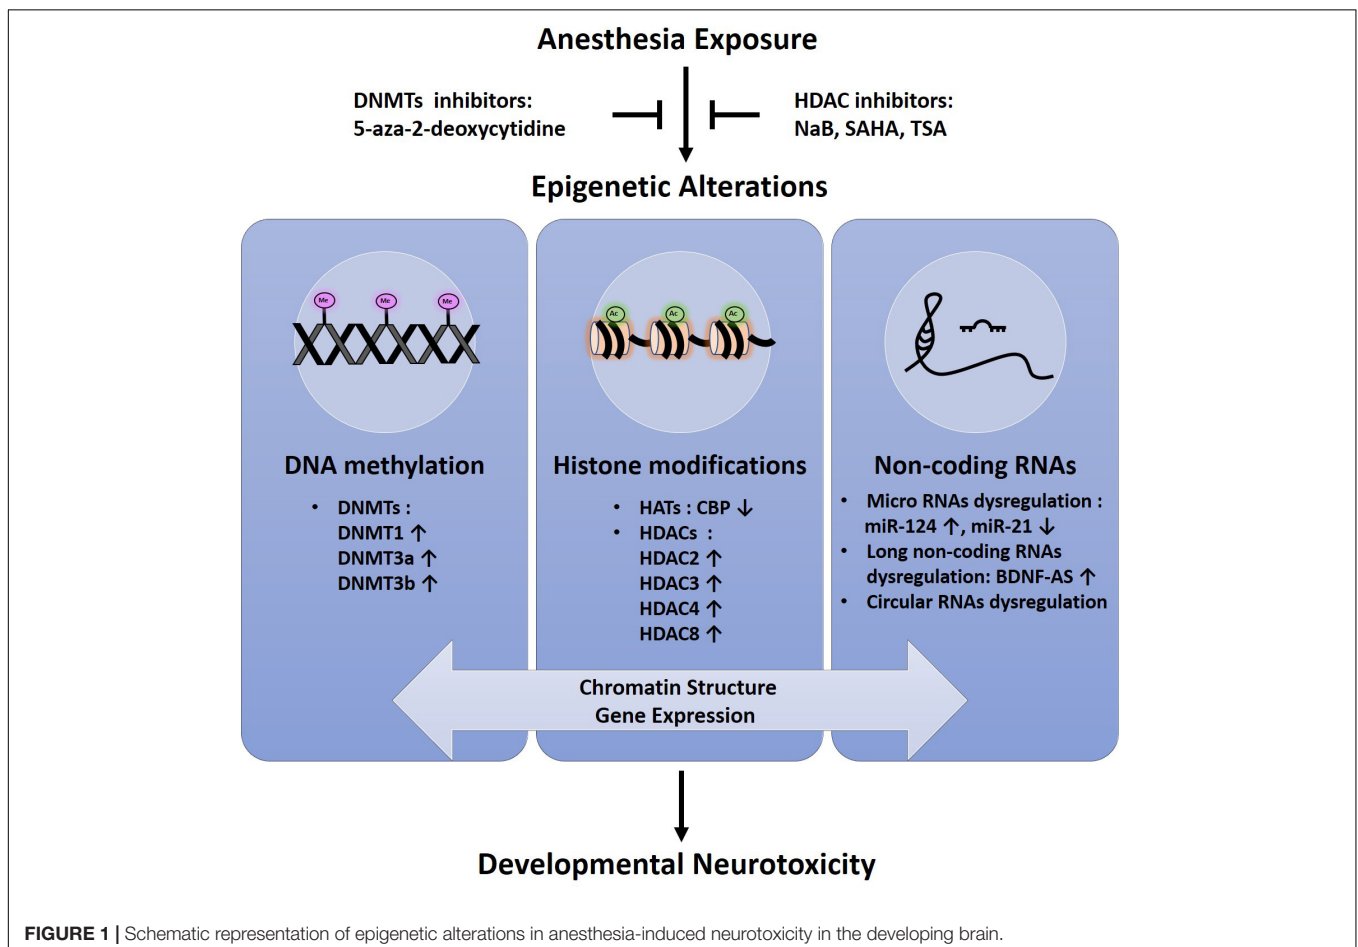 Anesthesia Exposure
DNMTs inhibitors:
5-aza-2-deoxycytidine
HDAC inhibitors:
NaB, SAHA, TSA
Epigenetic Alterations
Me Me Me
Ac Ac Ac
DNA methylation
• DNMTs :
DNMT1 ↑
DNMT3a ↑
DNMT3b ↑
Histone modifications
• HATs : CBP ↓
• HDACs :
HDAC2 ↑
HDAC3 ↑
HDAC4 ↑
HDAC8 ↑
Non-coding RNAs
• Micro RNAs dysregulation :
miR-124 ↑, miR-21 ↓
• Long non-coding RNAs
dysregulation: BDNF-AS ↑
• Circular RNAs dysregulation
Chromatin Structure
Gene Expression
Developmental Neurotoxicity
FIGURE 1 | Schematic representation of epigenetic alterations in anesthesia-induced neurotoxicity in the developing brain.